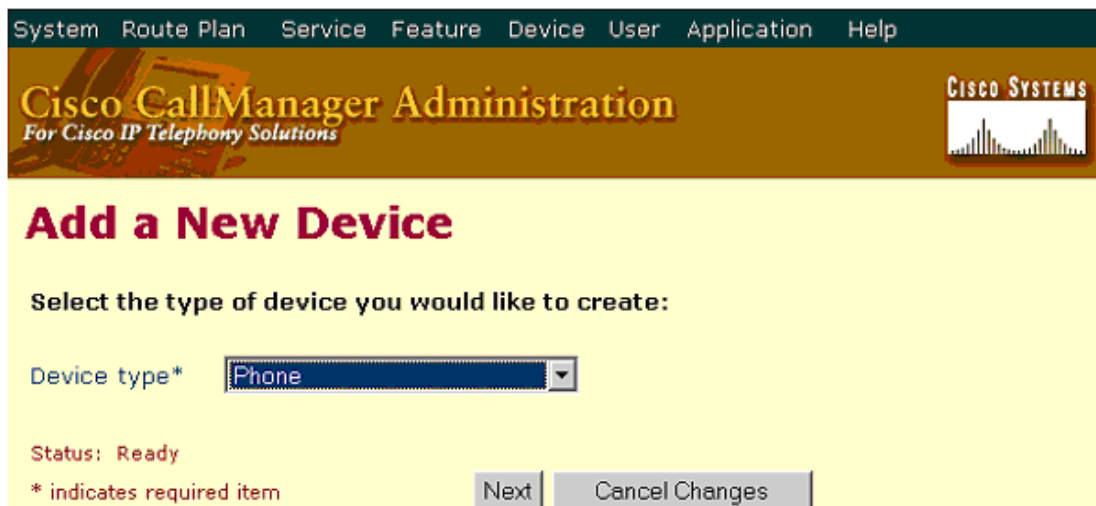 System Route Plan Service Feature Device User Application Help
Cisco CallManager Administration
For Cisco IP Telephony Solutions
CISCO SYSTEMS
Add a New Device
Select the type of device you would like to create:
Device type* Phone
Status: Ready
* indicates required item Next Cancel Changes